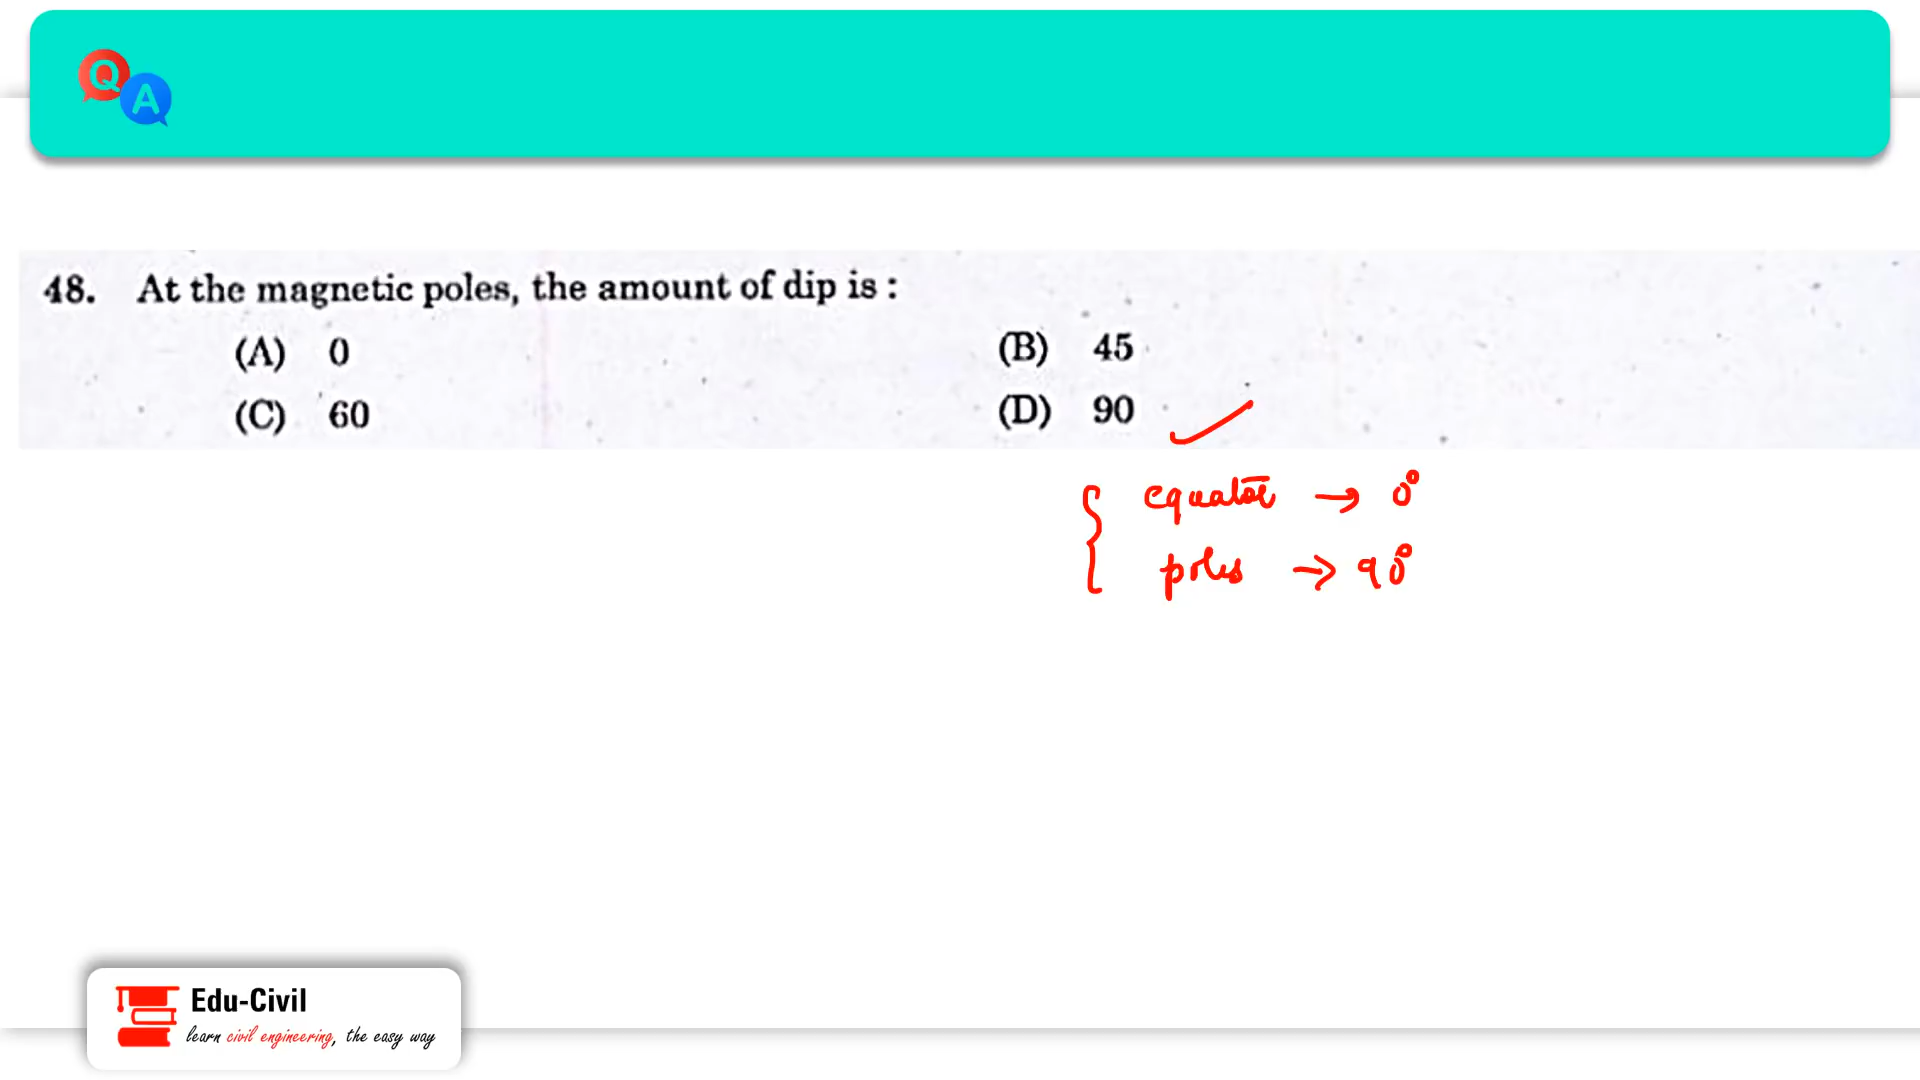 Q
A
48. At the magnetic poles, the amount of dip is :
(A) 0 (B) 45
(C) 60 (D) 90
equator → 0°
poles → 90°
Edu-Civil
learn civil engineering, the easy way